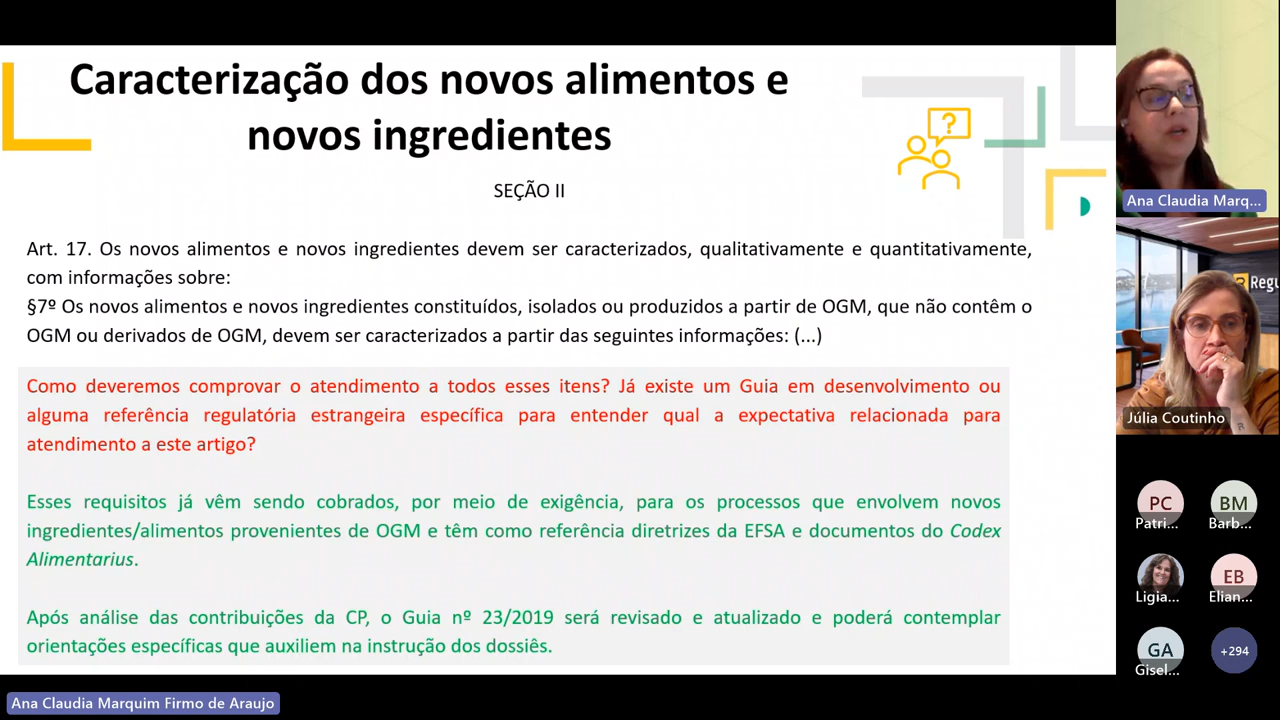 Caracterização dos novos alimentos e
novos ingredientes
?
SEÇÃO II
Art. 17. Os novos alimentos e novos ingredientes devem ser caracterizados, qualitativamente e quantitativamente,
com informações sobre:
§7º Os novos alimentos e novos ingredientes constituídos, isolados ou produzidos a partir de OGM, que não contêm o
OGM ou derivados de OGM, devem ser caracterizados a partir das seguintes informações: (...)
Como deveremos comprovar o atendimento a todos esses itens? Já existe um Guia em desenvolvimento ou
alguma referência regulatória estrangeira específica para entender qual a expectativa relacionada para
atendimento a este artigo?
Esses requisitos já vêm sendo cobrados, por meio de exigência, para os processos que envolvem novos
ingredientes/alimentos provenientes de OGM e têm como referência diretrizes da EFSA e documentos do Codex
Alimentarius.
Após análise das contribuições da CP, o Guia nº 23/2019 será revisado e atualizado e poderá contemplar
orientações específicas que auxiliem na instrução dos dossiês.
Ana Claudia Marq...
Regu
Júlia Coutinho
PC
Patri...
BM
Barb...
Ligia...
EB
Elian...
GA
Gisel...
+294
Ana Claudia Marquim Firmo de Araujo